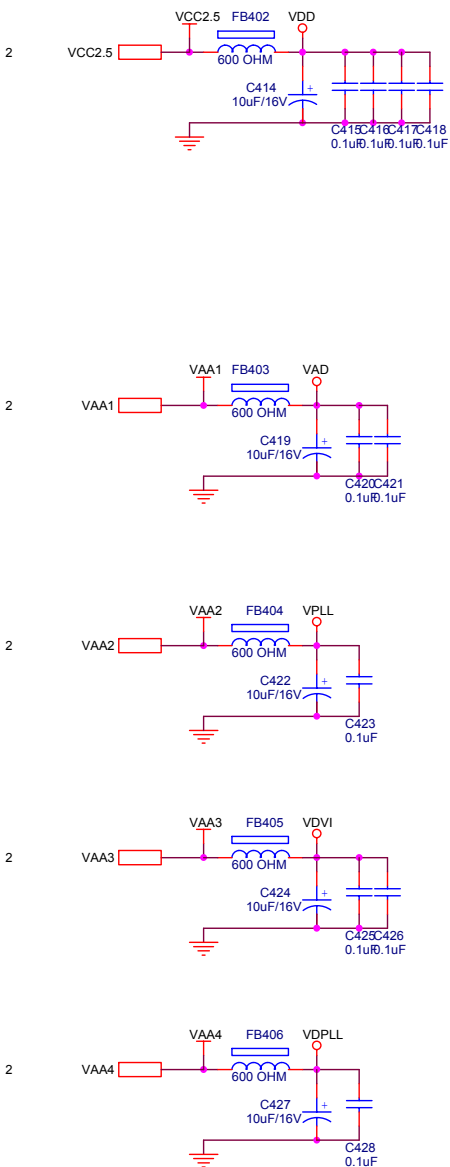 VCC2.5 FB402 VDD
2 VCC2.5
600 OHM
C414
10uF/16V
C415 C416 C417 C418
0.1uF 0.1uF 0.1uF 0.1uF
VAA1 FB403 VAD
2 VAA1
600 OHM
C419
10uF/16V
C420 C421
0.1uF 0.1uF
VAA2 FB404 VPLL
2 VAA2
600 OHM
C422
10uF/16V
C423
0.1uF
VAA3 FB405 VDVI
2 VAA3
600 OHM
C424
10uF/16V
C425 C426
0.1uF 0.1uF
VAA4 FB406 VDPLL
2 VAA4
600 OHM
C427
10uF/16V
C428
0.1uF